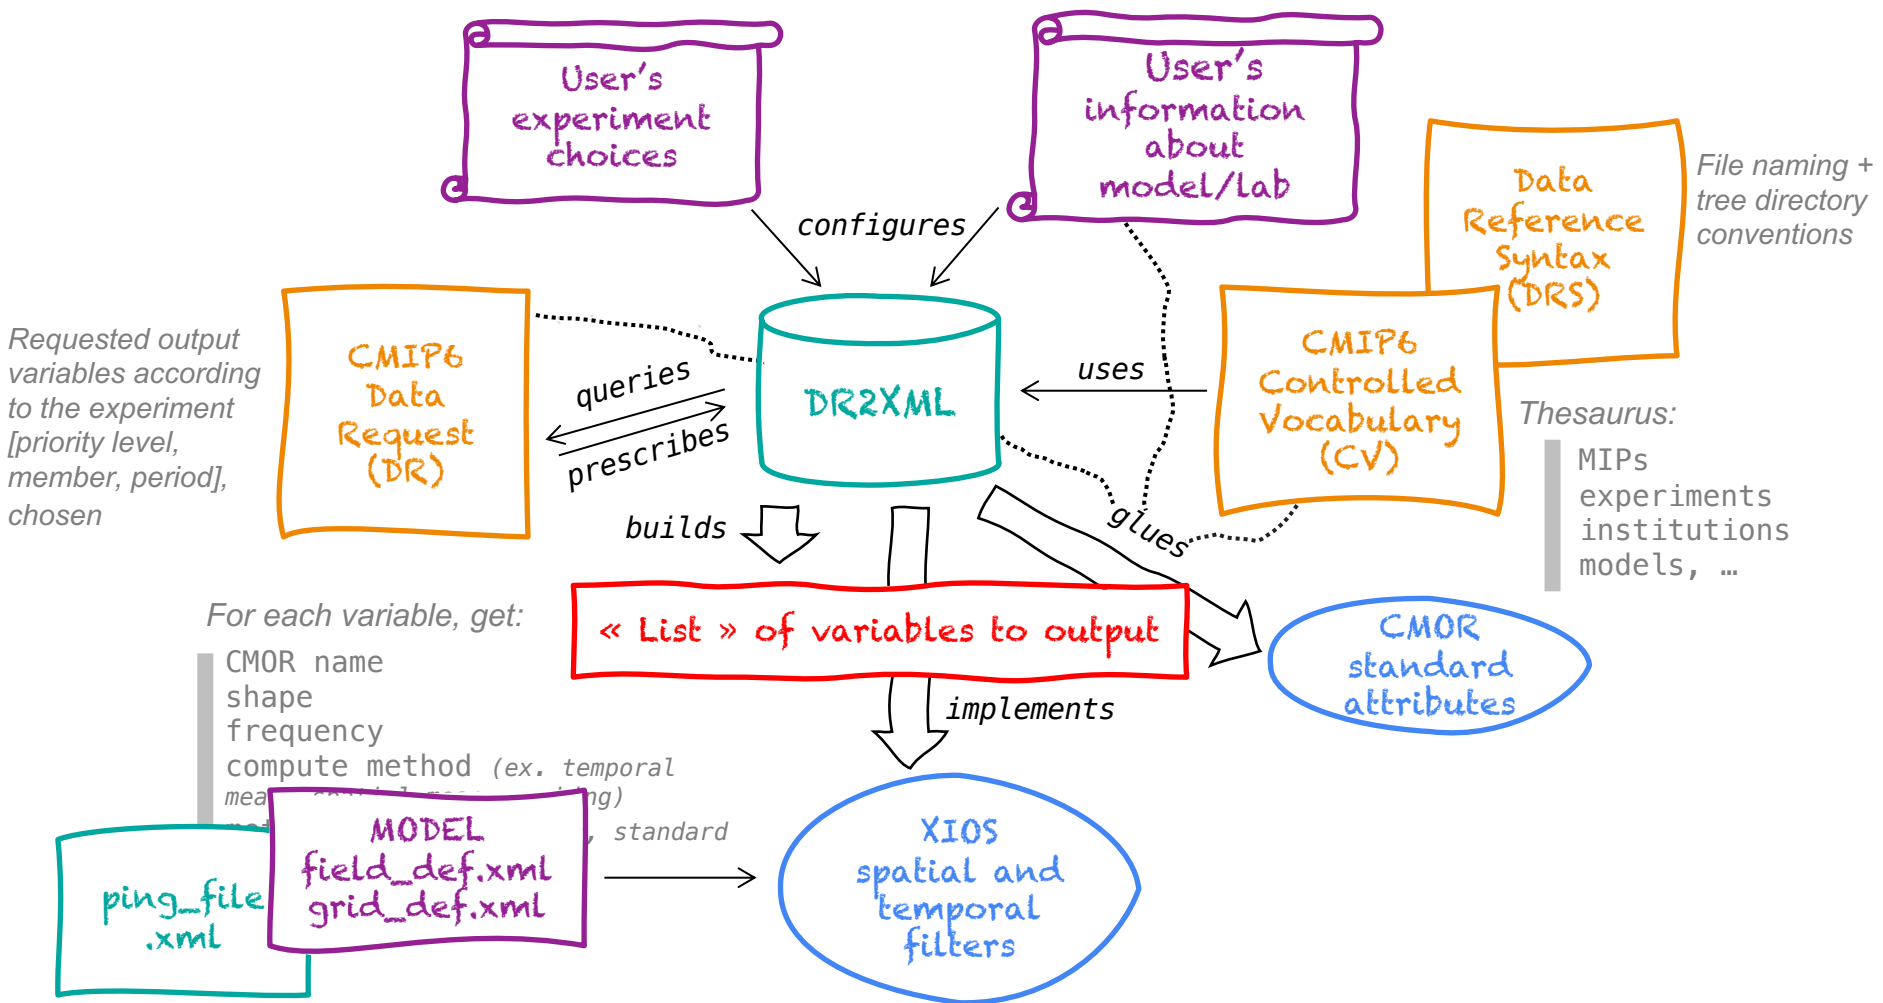 User's
experiment
choices
User's
information
about
model/lab
configures
Data
Reference
Syntax
(DRS)
File naming +
tree directory
conventions
Requested output
variables according
to the experiment
[priority level,
member, period],
chosen
CMIP6
Data
Request
(DR)
queries
prescribes
DR2XML
uses
CMIP6
Controlled
Vocabulary
(CV)
Thesaurus:
MIPs
experiments
institutions
models, …
builds
glues
« List » of variables to output
CMOR
standard
attributes
implements
For each variable, get:
CMOR name
shape
frequency
compute method (ex. temporal
, standard
ping_file
.xml
MODEL
field_def.xml
grid_def.xml
XIOS
spatial and
temporal
filters